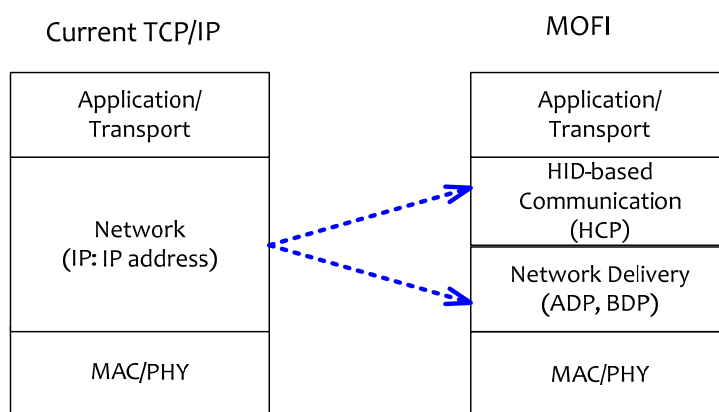 Current TCP/IP
MOFI
Application/
Transport
Network
(IP: IP address)
MAC/PHY
Application/
Transport
HID-based
Communication
(HCP)
Network Delivery
(ADP, BDP)
MAC/PHY